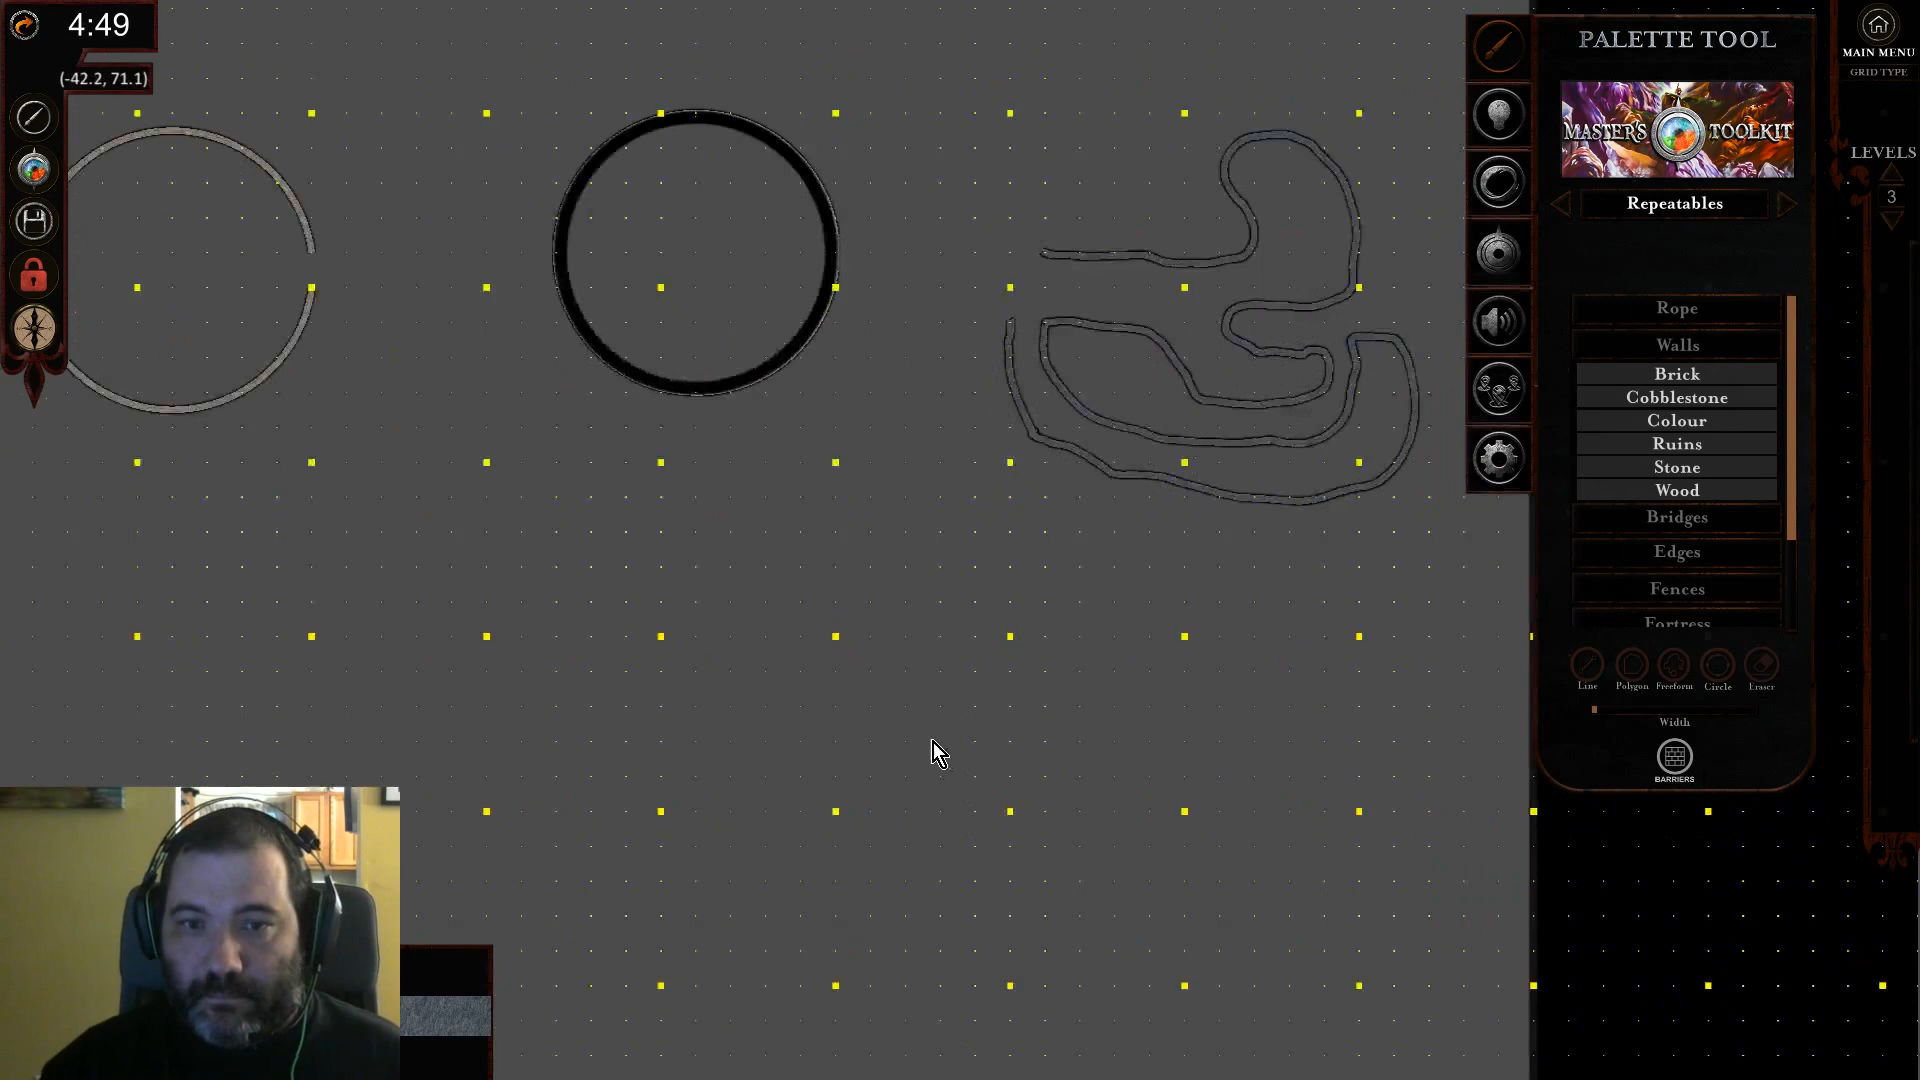 4:49
(-42.2, 71.1)
PALETTE TOOL
MAIN MENU
GRID TYPE
MASTER'S TOOLKIT
LEVELS
3
Repeatables
Rope
Walls
Brick
Cobblestone
Colour
Ruins
Stone
Wood
Bridges
Edges
Fences
Fortress
Line
Polygon
Freeform
Circle
Eraser
Width
BARRIERS